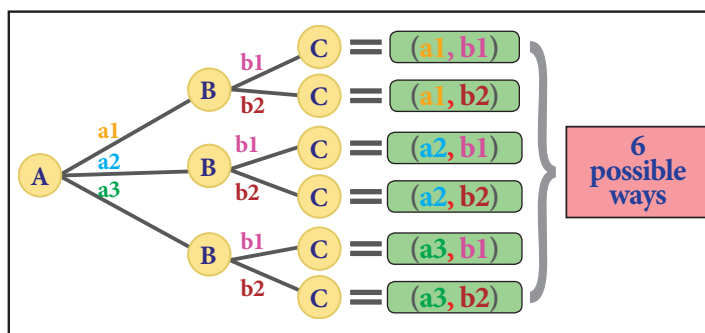 A
a1
a2
a3
B
b1
b2
C = (a1, b1)
C = (a1, b2)
B
b1
b2
C = (a2, b1)
C = (a2, b2)
B
b1
b2
C = (a3, b1)
C = (a3, b2)
6
possible
ways